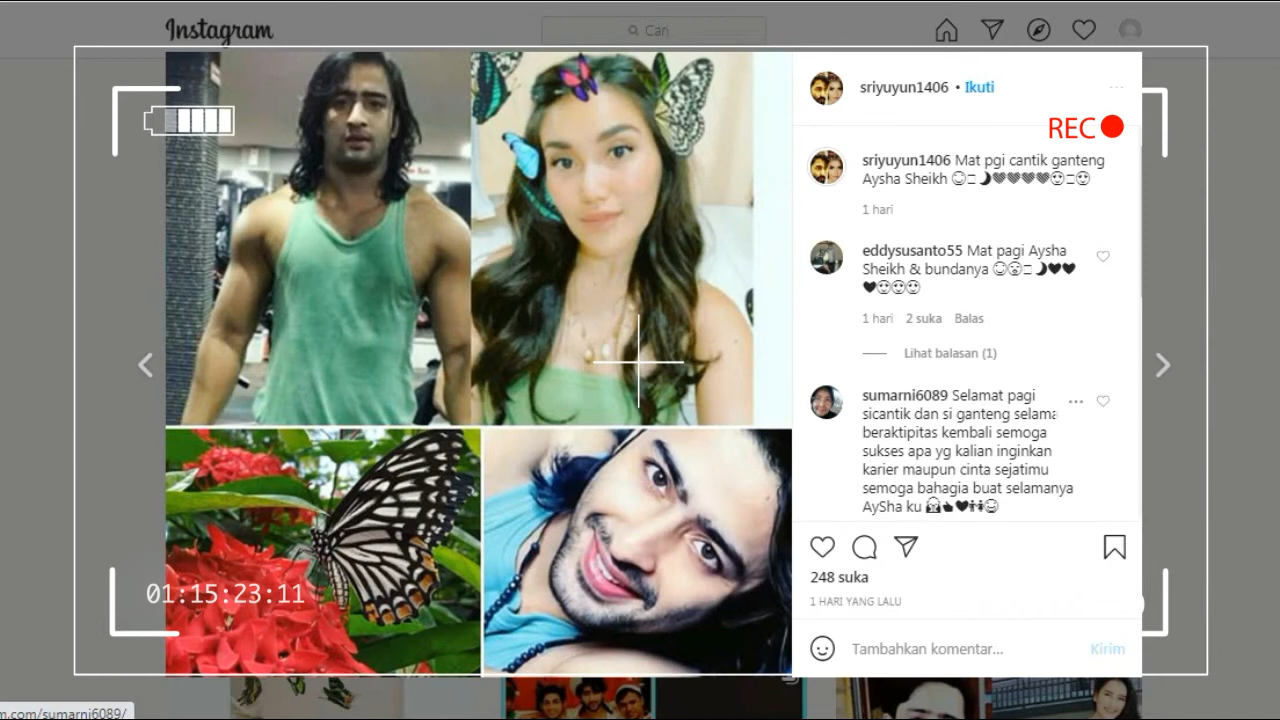 Instagram
Cari
sriyuyun1406 • Ikuti
REC
sriyuyun1406 Mat pgi cantik ganteng
Aysha Sheikh
1 hari
eddysusanto55 Mat pagi Aysha
Sheikh & bundanya
1 hari 2 suka Balas
Lihat balasan (1)
sumarni6089 Selamat pagi
sicantik dan si ganteng selama
beraktipitas kembali semoga
sukses apa yg kalian inginkan
karier maupun cinta sejatimu
semoga bahagia buat selamanya
AySha ku
248 suka
1 HARI YANG LALU
01:15:23:11
Tambahkan komentar... Kirim
m.com/sumarni6089/